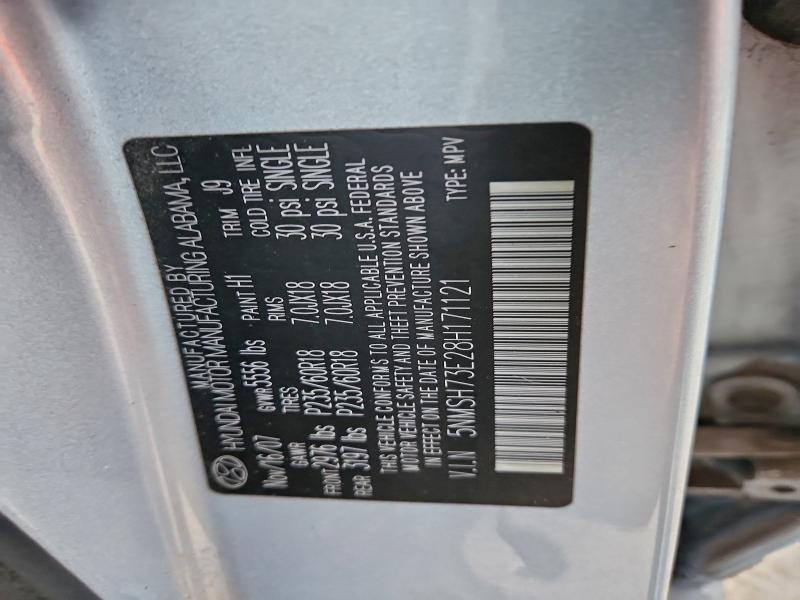 MANUFACTURED BY
HYUNDAI MOTOR MANUFACTURING ALABAMA, LLC
Nov/16/07 GVWR 5556 lbs PAINT H1 TRIM J9
GAWR TIRES RIMS COLD TIRE INFL
FRONT 2976 lbs P235/60R18 7.0JX18 30 psi: SINGLE
REAR 3197 lbs P235/60R18 7.0JX18 30 psi: SINGLE
THIS VEHICLE CONFORMS TO ALL APPLICABLE U.S.A. FEDERAL
MOTOR VEHICLE SAFETY AND THEFT PREVENTION STANDARDS
IN EFFECT ON THE DATE OF MANUFACTURE SHOWN ABOVE
V.I.N 5NMSH73E28H171121 TYPE: MPV